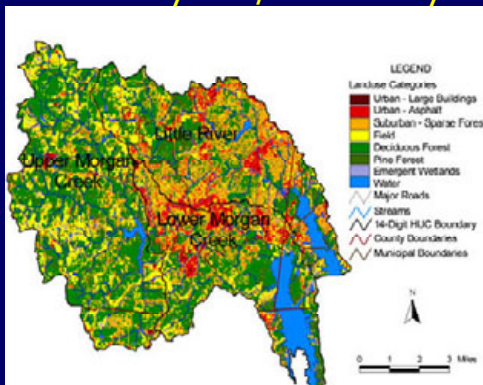 Little River
Upper Morgan
Creek
Lower Morgan
Creek
LEGEND
Landuse Categories
Urban - Large Buildings
Urban - Asphalt
Suburban - Sparse Fores
Field
Deciduous Forest
Pine Forest
Emergent Wetlands
Water
Major Roads
Streams
14-Digit HUC Boundary
County Boundaries
Municipal Boundaries
N
0 1 2 3 Miles